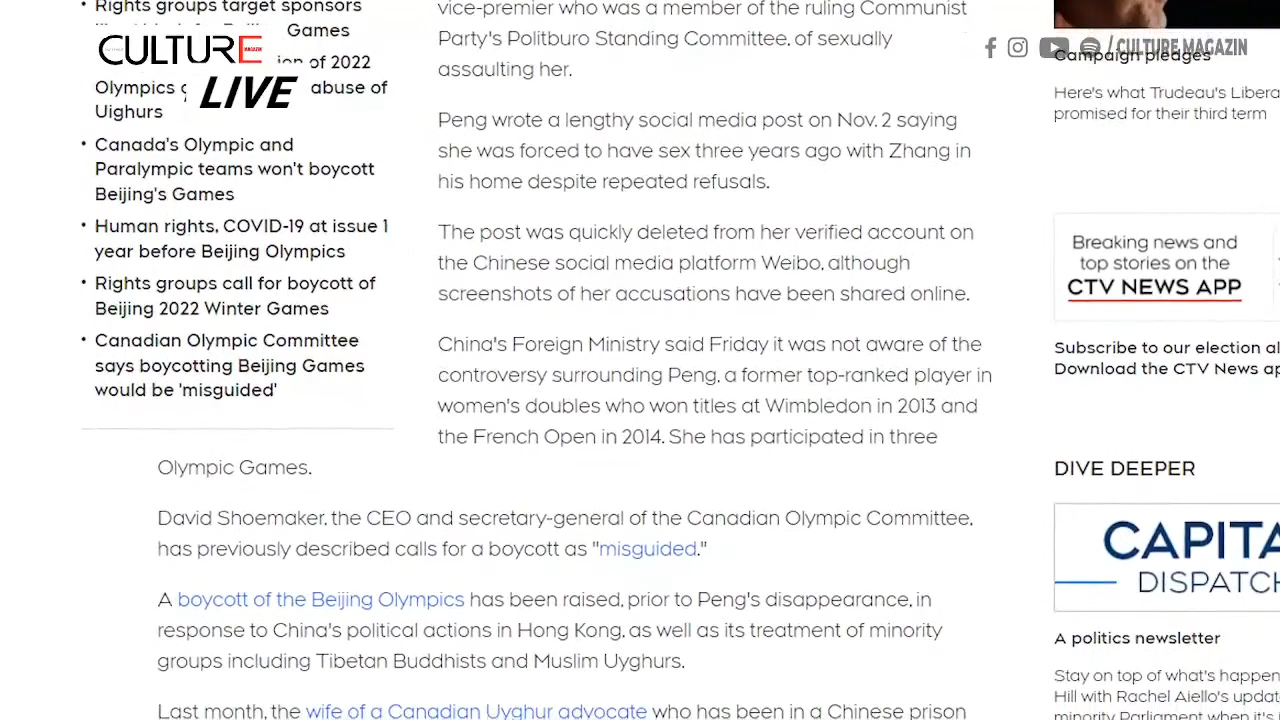 Rights groups target sponsors
Games
of 2022
Olympics
abuse of
Uighurs
• Canada's Olympic and
Paralympic teams won't boycott
Beijing's Games
• Human rights, COVID-19 at issue 1
year before Beijing Olympics
• Rights groups call for boycott of
Beijing 2022 Winter Games
• Canadian Olympic Committee
says boycotting Beijing Games
would be 'misguided'
CULTURE
LIVE
vice-premier who was a member of the ruling Communist
Party's Politburo Standing Committee, of sexually
assaulting her.
Peng wrote a lengthy social media post on Nov. 2 saying
she was forced to have sex three years ago with Zhang in
his home despite repeated refusals.
The post was quickly deleted from her verified account on
the Chinese social media platform Weibo, although
screenshots of her accusations have been shared online.
China's Foreign Ministry said Friday it was not aware of the
controversy surrounding Peng, a former top-ranked player in
women's doubles who won titles at Wimbledon in 2013 and
the French Open in 2014. She has participated in three
Olympic Games.
David Shoemaker, the CEO and secretary-general of the Canadian Olympic Committee,
has previously described calls for a boycott as "misguided."
A boycott of the Beijing Olympics has been raised, prior to Peng's disappearance, in
response to China's political actions in Hong Kong, as well as its treatment of minority
groups including Tibetan Buddhists and Muslim Uyghurs.
Last month, the wife of a Canadian Uyghur advocate who has been in a Chinese prison
/ CULTURE MAGAZIN
Campaign pledges
Here's what Trudeau's Libera
promised for their third term
Breaking news and
top stories on the
CTV NEWS APP
Subscribe to our election al
Download the CTV News ap
DIVE DEEPER
CAPITA
DISPATCH
A politics newsletter
Stay on top of what's happen
Hill with Rachel Aiello's updat
minority Parliament when it's